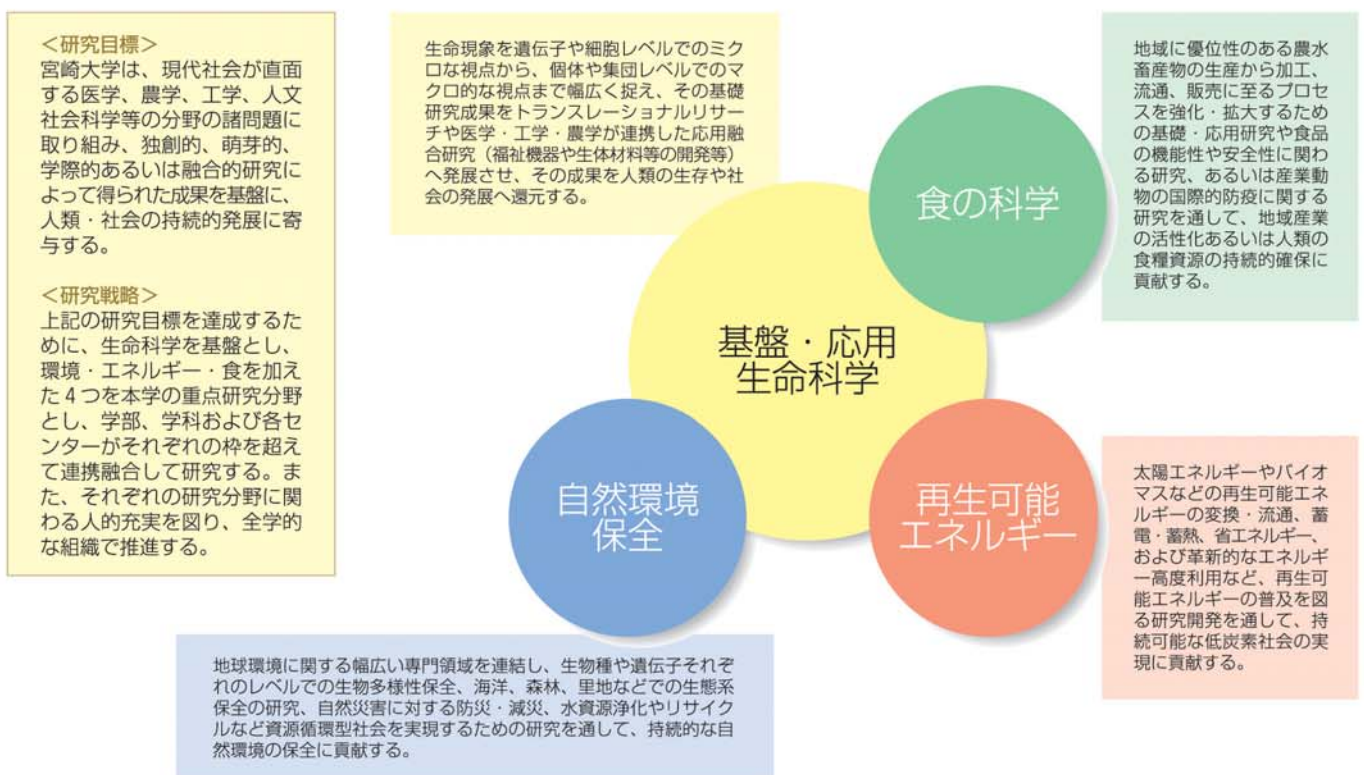 ＜研究目標＞
宮崎大学は、現代社会が直面
する医学、農学、工学、人文
社会科学等の分野の諸問題に
取り組み、独創的、萌芽的、
学際的あるいは融合的研究に
よって得られた成果を基盤に、
人類・社会の持続的発展に寄
与する。
＜研究戦略＞
上記の研究目標を達成するた
めに、生命科学を基盤とし、
環境・エネルギー・食を加え
た４つを本学の重点研究分野
とし、学部、学科および各セ
ンターがそれぞれの枠を超え
て連携融合して研究する。ま
た、それぞれの研究分野に関
わる人的充実を図り、全学的
な組織で推進する。
生命現象を遺伝子や細胞レベルでのミク
ロな視点から、個体や集団レベルでのマ
クロ的な視点まで幅広く捉え、その基礎
研究成果をトランスレーショナルリサー
チや医学・工学・農学が連携した応用融
合研究（福祉機器や生体材料等の開発等）
へ発展させ、その成果を人類の生存や社
会の発展へ還元する。
食の科学
地域に優位性のある農水
畜産物の生産から加工、
流通、販売に至るプロセ
スを強化・拡大するため
の基礎・応用研究や食品
の機能性や安全性に関わ
る研究、あるいは産業動
物の国際的防疫に関する
研究を通して、地域産業
の活性化あるいは人類の
食糧資源の持続的確保に
貢献する。
基盤・応用
生命科学
自然環境
保全
再生可能
エネルギー
太陽エネルギーやバイオ
マスなどの再生可能エネ
ルギーの変換・流通、蓄
電・蓄熱、省エネルギー、
および革新的なエネルギ
ー高度利用など、再生可
能エネルギーの普及を図
る研究開発を通して、持
続可能な低炭素社会の実
現に貢献する。
地球環境に関する幅広い専門領域を連結し、生物種や遺伝子それぞ
れのレベルでの生物多様性保全、海洋、森林、里地などでの生態系
保全の研究、自然災害に対する防災・減災、水資源浄化やリサイク
ルなど資源循環型社会を実現するための研究を通して、持続的な自
然環境の保全に貢献する。